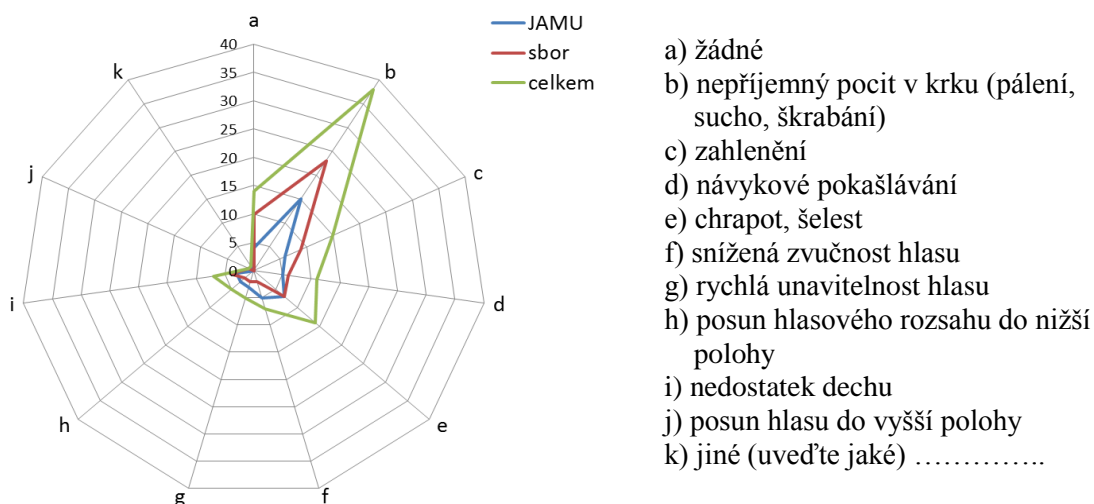 a
b
c
d
e
f
g
h
i
j
k
40
35
30
25
20
15
10
5
0
JAMU
sbor
celkem
a) žádné
b) nepříjemný pocit v krku (pálení,
sucho, škrabání)
c) zahlenění
d) návykové pokašlávání
e) chrapot, šelest
f) snížená zvučnost hlasu
g) rychlá unavitelnost hlasu
h) posun hlasového rozsahu do nižší
polohy
i) nedostatek dechu
j) posun hlasu do vyšší polohy
k) jiné (uveďte jaké) …………..